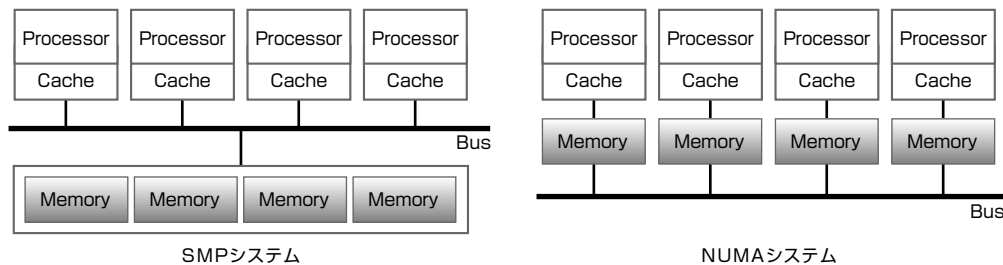 Processor Processor Processor Processor
Cache Cache Cache Cache
Bus
Memory Memory Memory Memory
SMPシステム
Processor Processor Processor Processor
Cache Cache Cache Cache
Memory Memory Memory Memory
Bus
NUMAシステム